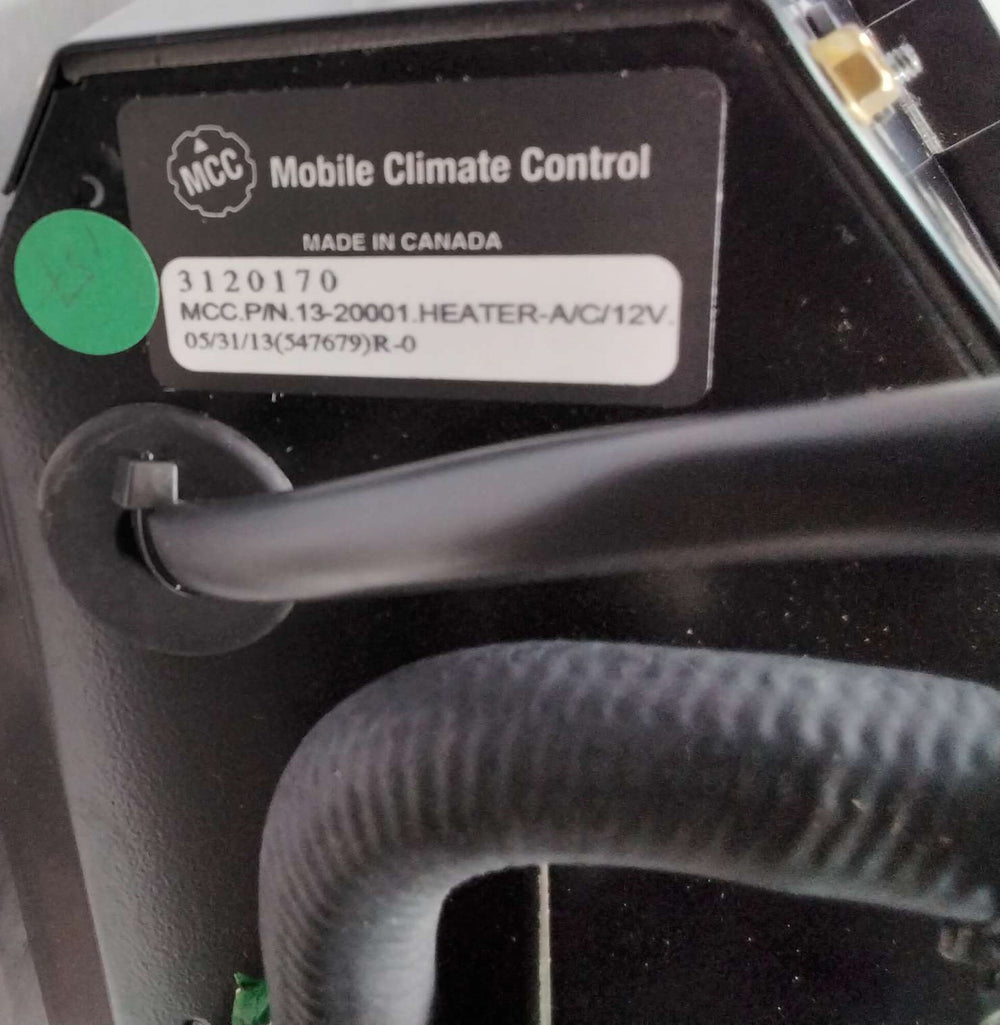 MCC Mobile Climate Control
MADE IN CANADA
3120170
MCC.P/N.13-20001.HEATER-A/C/12V.
05/31/13(547679)R-0